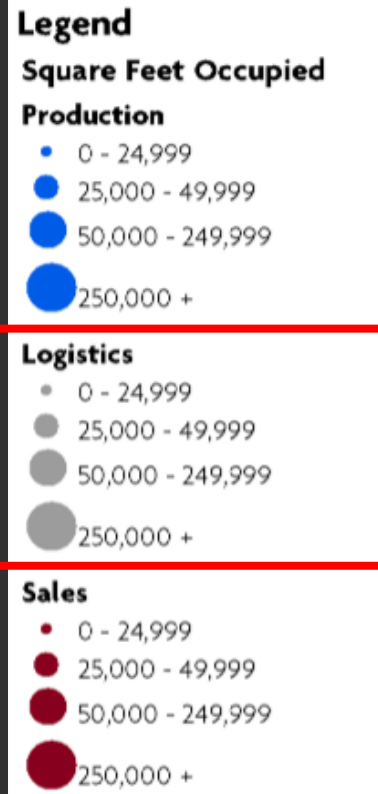 Legend
Square Feet Occupied
Production
0 - 24,999
25,000 - 49,999
50,000 - 249,999
250,000 +
Logistics
0 - 24,999
25,000 - 49,999
50,000 - 249,999
250,000 +
Sales
0 - 24,999
25,000 - 49,999
50,000 - 249,999
250,000 +